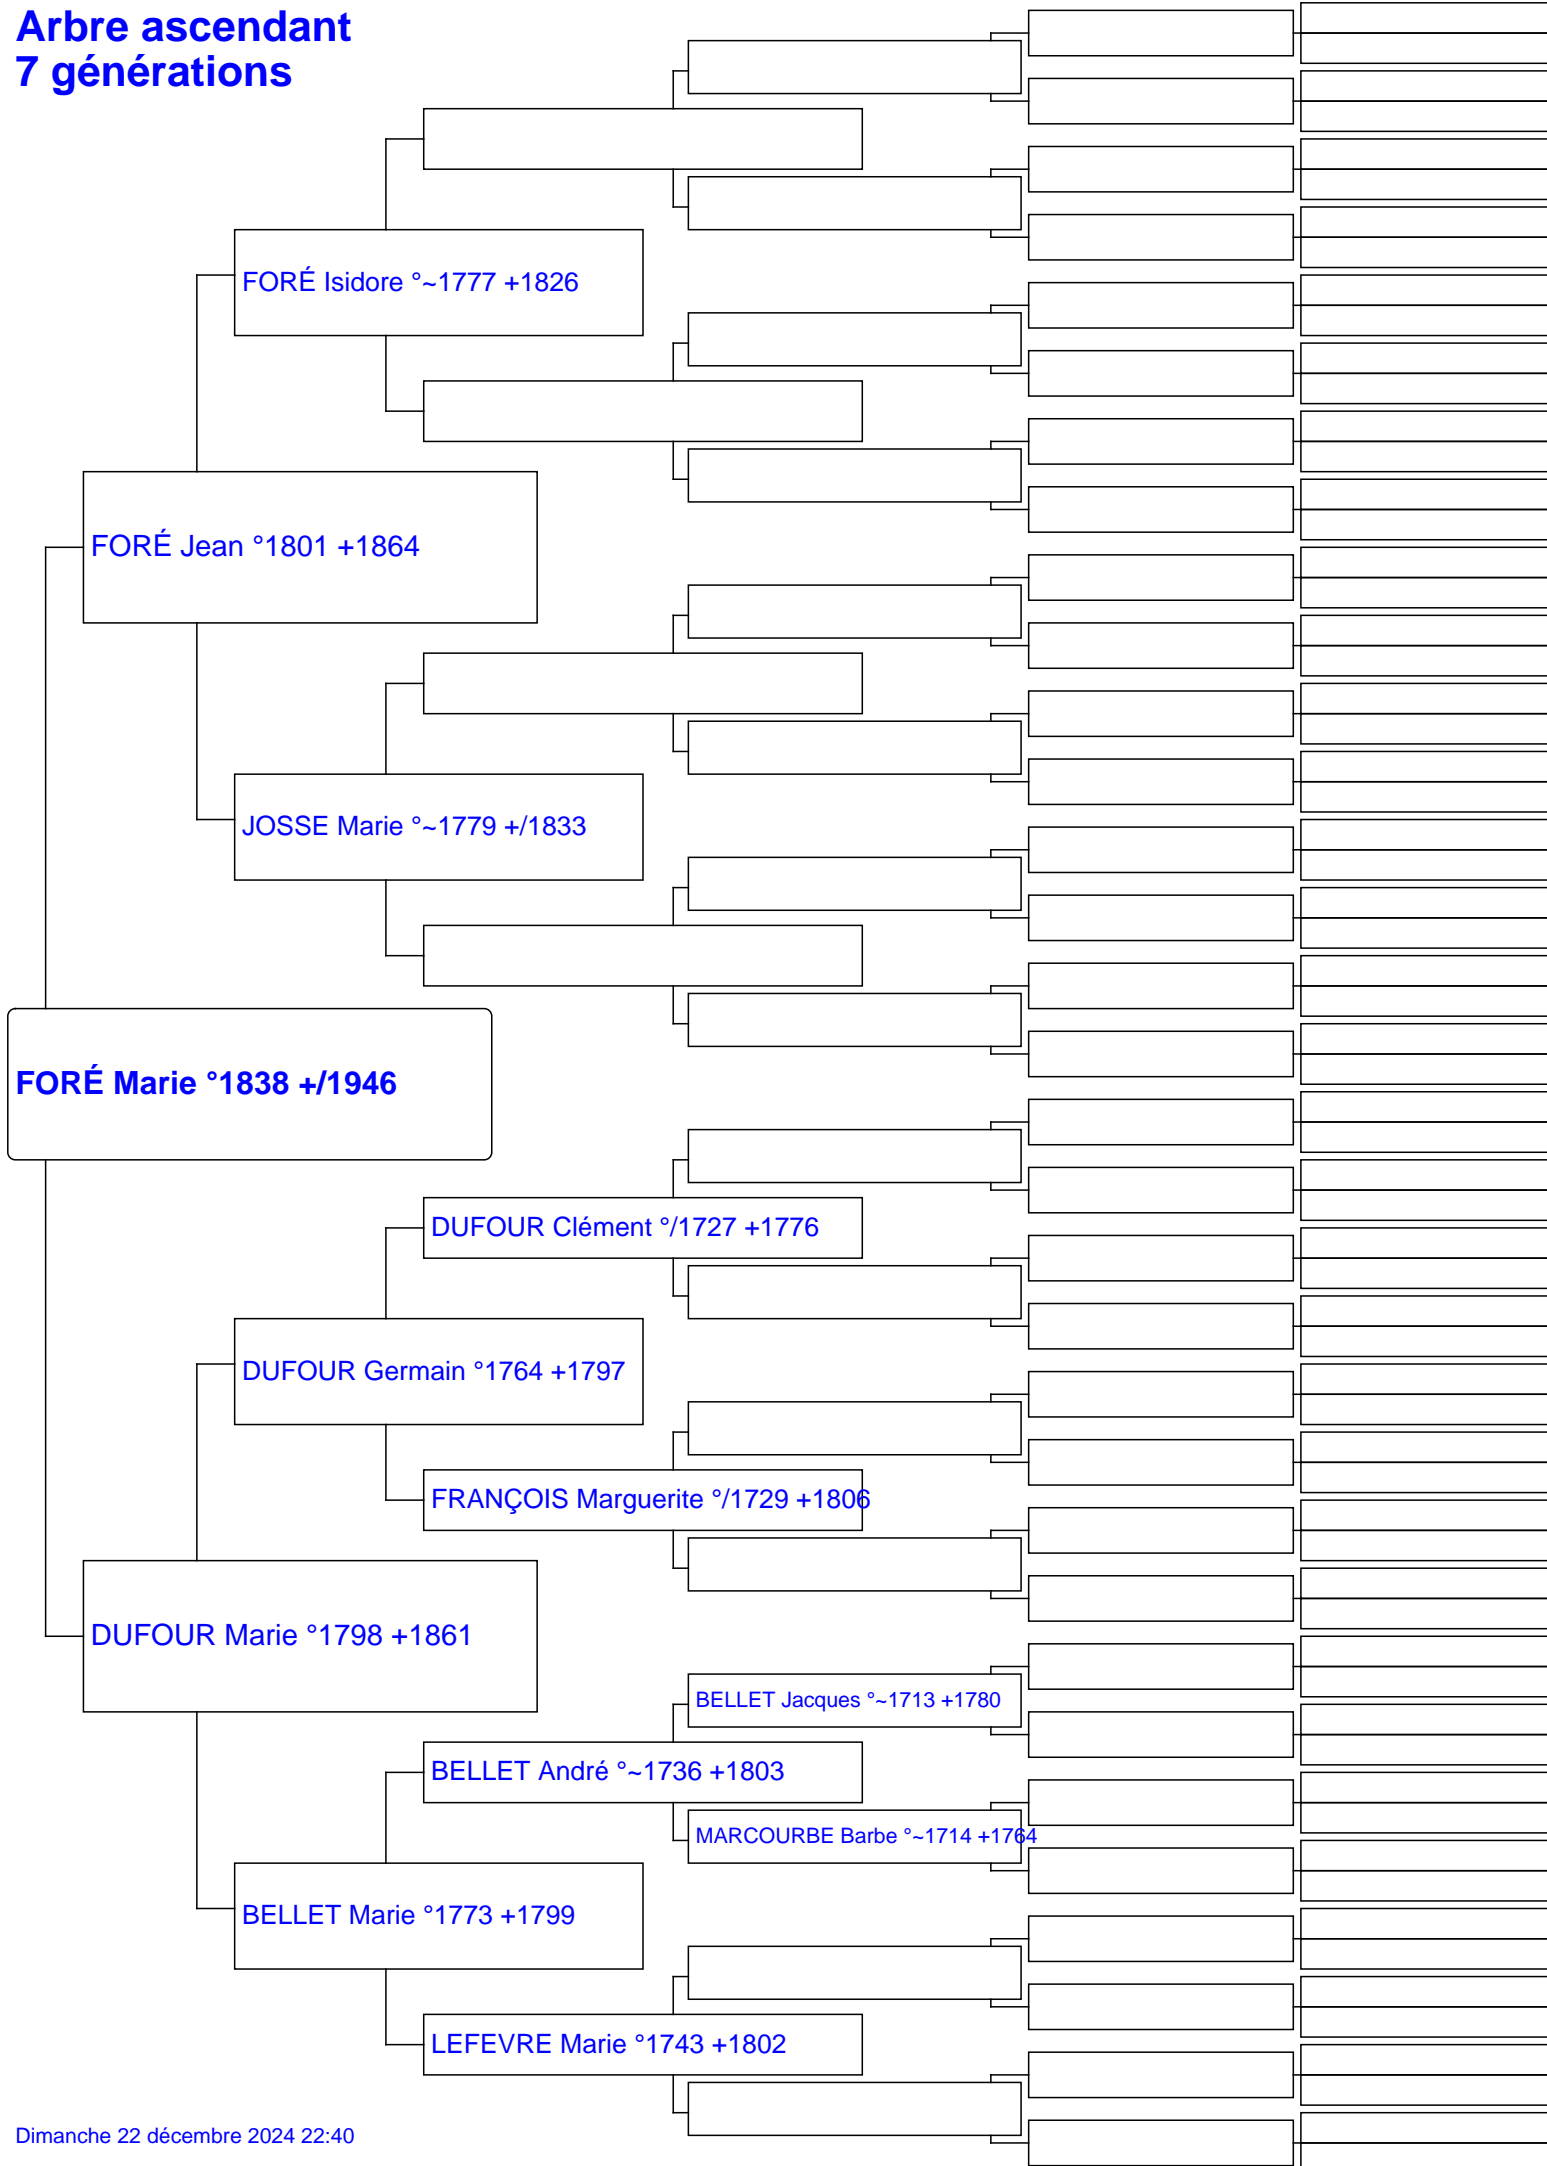 Arbre ascendant
7 générations
FORÉ Isidore °~1777 +1826
FORÉ Jean °1801 +1864
JOSSE Marie °~1779 +/1833
FORÉ Marie °1838 +/1946
DUFOUR Clément °/1727 +1776
DUFOUR Germain °1764 +1797
FRANÇOIS Marguerite °/1729 +1806
DUFOUR Marie °1798 +1861
BELLET Jacques °~1713 +1780
BELLET André °~1736 +1803
MARCOURBE Barbe °~1714 +1764
BELLET Marie °1773 +1799
LEFEVRE Marie °1743 +1802
Dimanche 22 décembre 2024 22:40